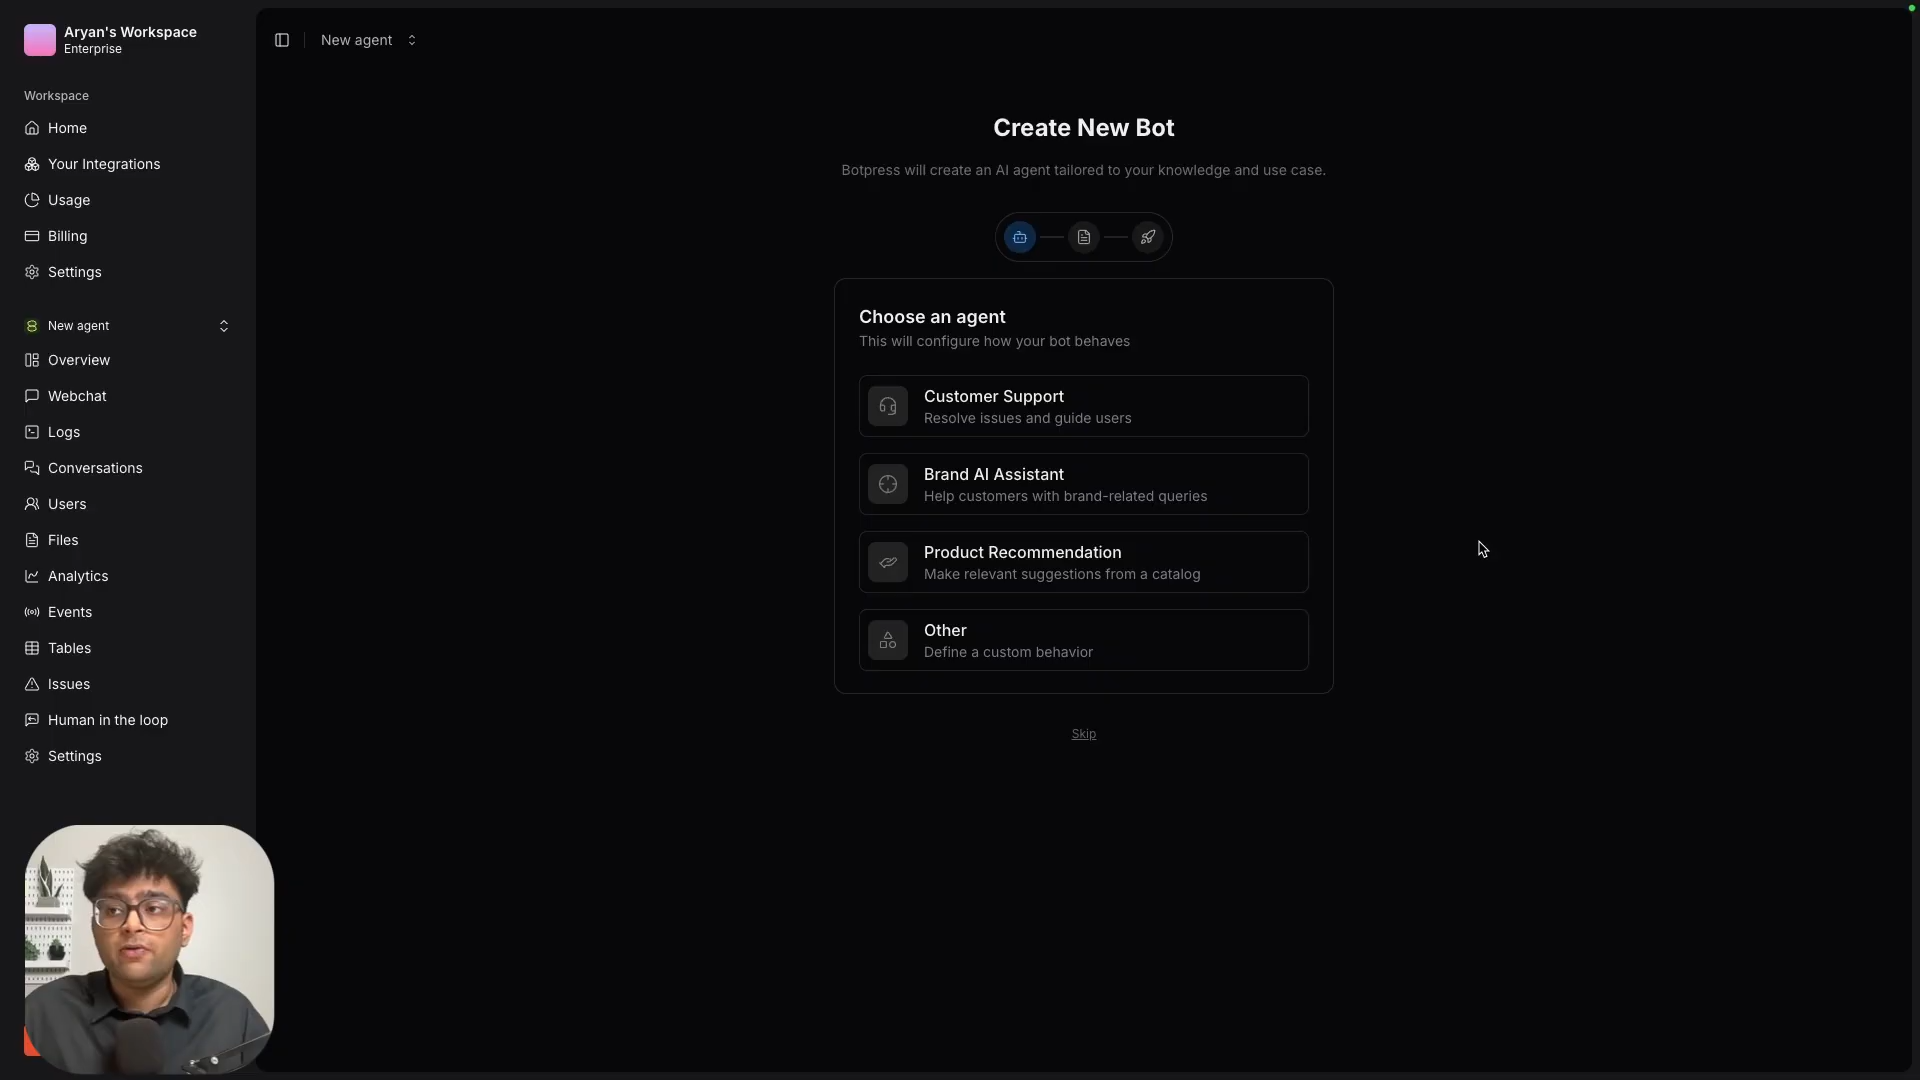 Aryan's Workspace
Enterprise
Workspace
Home
Your Integrations
Usage
Billing
Settings
New agent
Overview
Webchat
Logs
Conversations
Users
Files
Analytics
Events
Tables
Issues
Human in the loop
Settings
New agent
Create New Bot
Botpress will create an AI agent tailored to your knowledge and use case.
Choose an agent
This will configure how your bot behaves
Customer Support
Resolve issues and guide users
Brand AI Assistant
Help customers with brand-related queries
Product Recommendation
Make relevant suggestions from a catalog
Other
Define a custom behavior
Skip